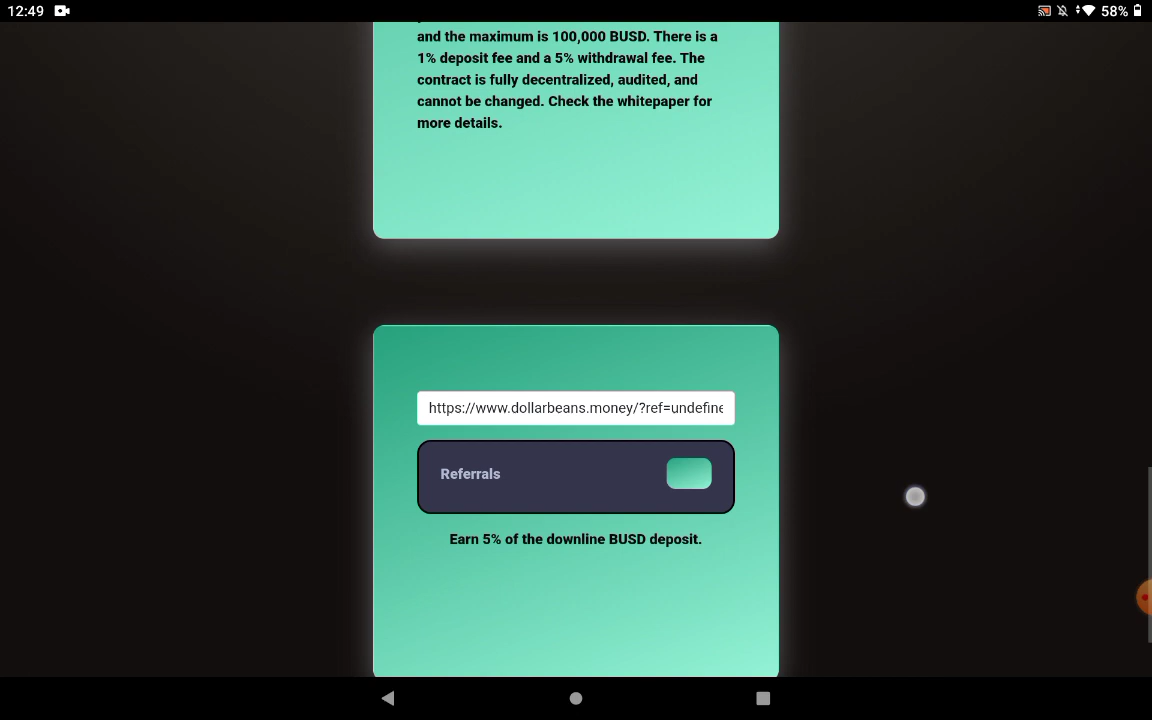 12:49
58%
and the maximum is 100,000 BUSD. There is a
1% deposit fee and a 5% withdrawal fee. The
contract is fully decentralized, audited, and
cannot be changed. Check the whitepaper for
more details.
https://www.dollarbeans.money/?ref=undefine
Referrals
Earn 5% of the downline BUSD deposit.